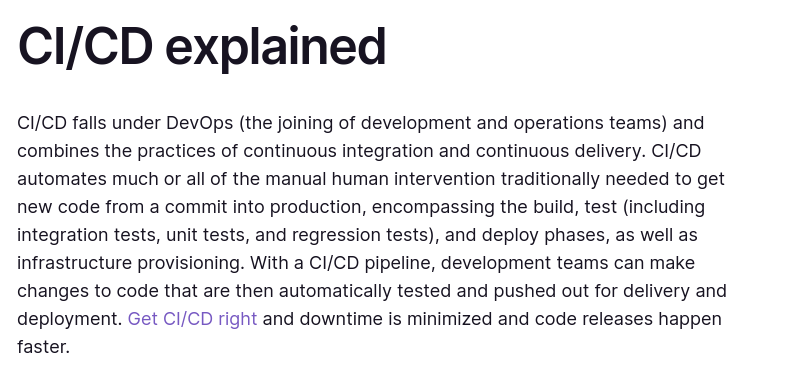 CI/CD explained
CI/CD falls under DevOps (the joining of development and operations teams) and
combines the practices of continuous integration and continuous delivery. CI/CD
automates much or all of the manual human intervention traditionally needed to get
new code from a commit into production, encompassing the build, test (including
integration tests, unit tests, and regression tests), and deploy phases, as well as
infrastructure provisioning. With a CI/CD pipeline, development teams can make
changes to code that are then automatically tested and pushed out for delivery and
deployment. Get CI/CD right and downtime is minimized and code releases happen
faster.